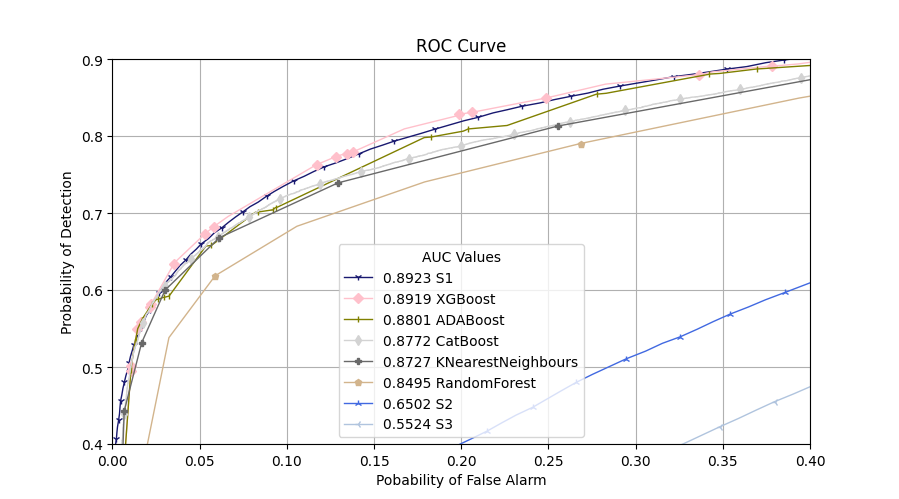 ROC Curve
0.9
0.8
0.7
0.6
0.5
0.4
Probability of Detection
AUC Values
0.8923 S1
0.8919 XGBoost
0.8801 ADABoost
0.8772 CatBoost
0.8727 KNearestNeighbours
0.8495 RandomForest
0.6502 S2
0.5524 S3
0.00 0.05 0.10 0.15 0.20 0.25 0.30 0.35 0.40
Pobability of False Alarm